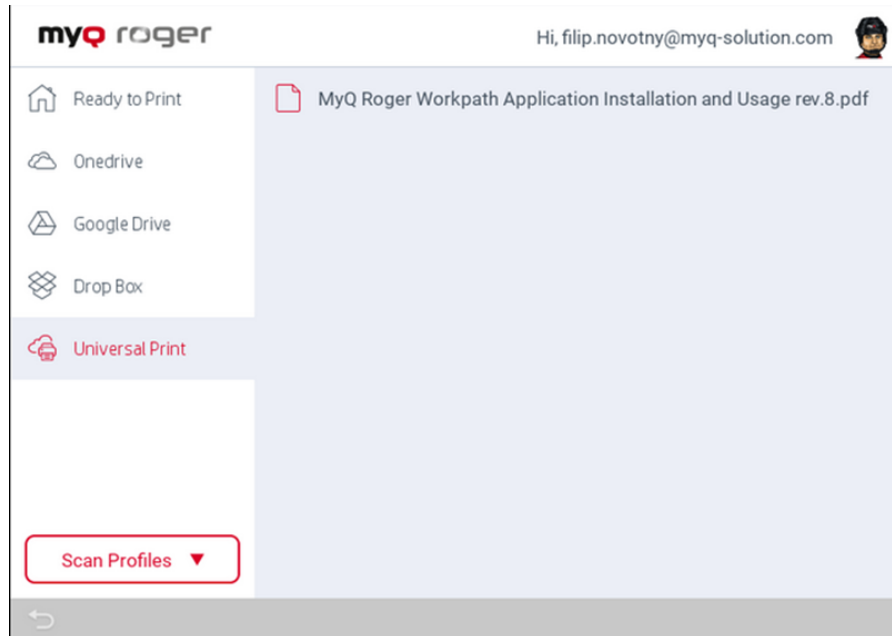 myQ roger
Hi, filip.novotny@myq-solution.com
Ready to Print
MyQ Roger Workpath Application Installation and Usage rev.8.pdf
Onedrive
Google Drive
Drop Box
Universal Print
Scan Profiles ▼